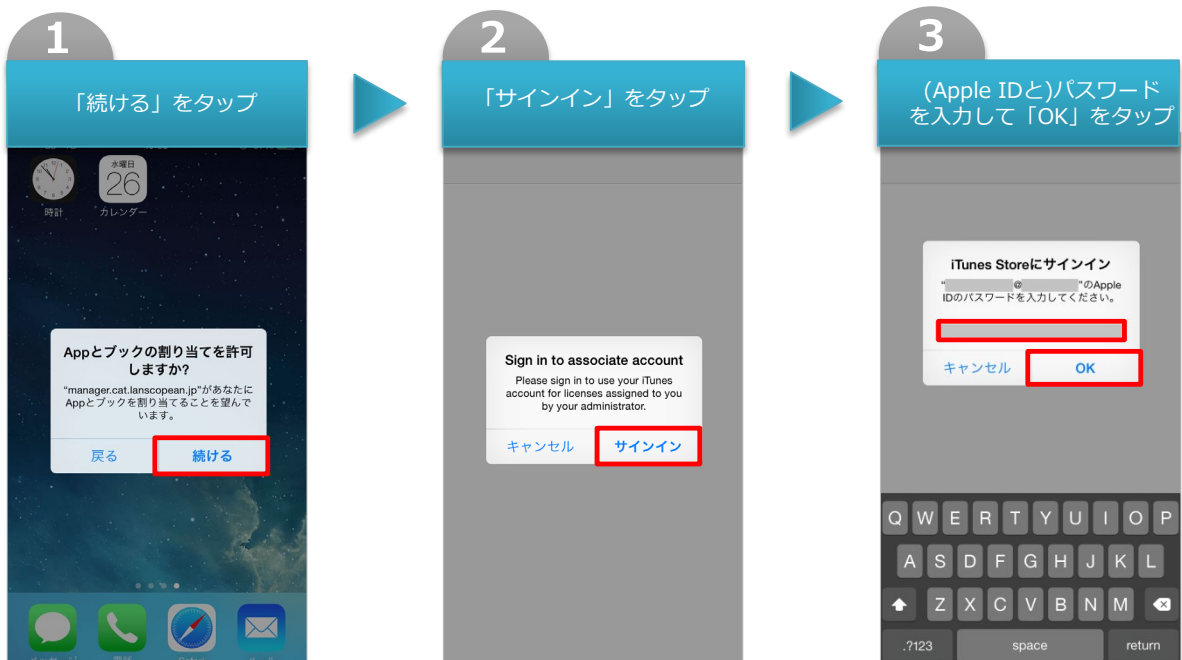 1
「続ける」をタップ
水曜日
26
時計
カレンダー
Appとブックの割り当てを許可
しますか?
“manager.cat.lanscopean.jp”があなたに
Appとブックを割り当てることを望んで
います。
戻る
続ける
2
「サインイン」をタップ
Sign in to associate account
Please sign in to use your iTunes
account for licenses assigned to you
by your administrator.
キャンセル
サインイン
3
(Apple IDと)パスワード
を入力して「OK」をタップ
iTunes Storeにサインイン
“ @ ”のApple
IDのパスワードを入力してください。
キャンセル
OK
Q W E R T Y U I O P
A S D F G H J K L
Z X C V B N M
.?123 space return